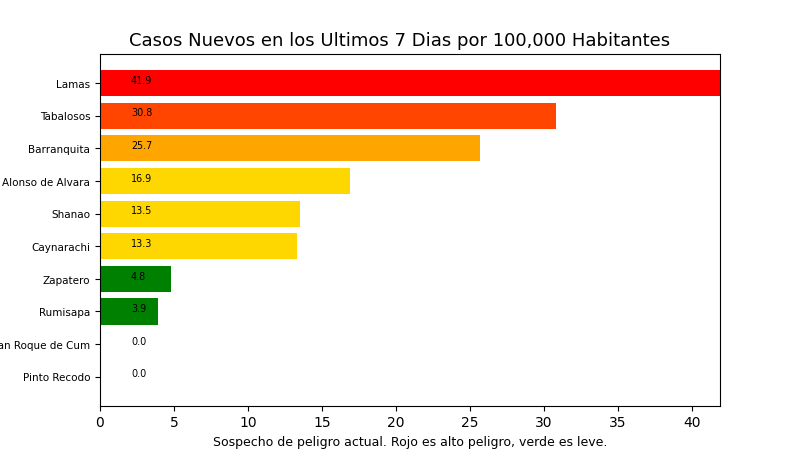 Casos Nuevos en los Ultimos 7 Dias por 100,000 Habitantes
Lamas 41.9
Tabalosos 30.8
Barranquita 25.7
Alonso de Alvara 16.9
Shanao 13.5
Caynarachi 13.3
Zapatero 4.8
Rumisapa 3.9
an Roque de Cum 0.0
Pinto Recodo 0.0
0 5 10 15 20 25 30 35 40
Sospecho de peligro actual. Rojo es alto peligro, verde es leve.